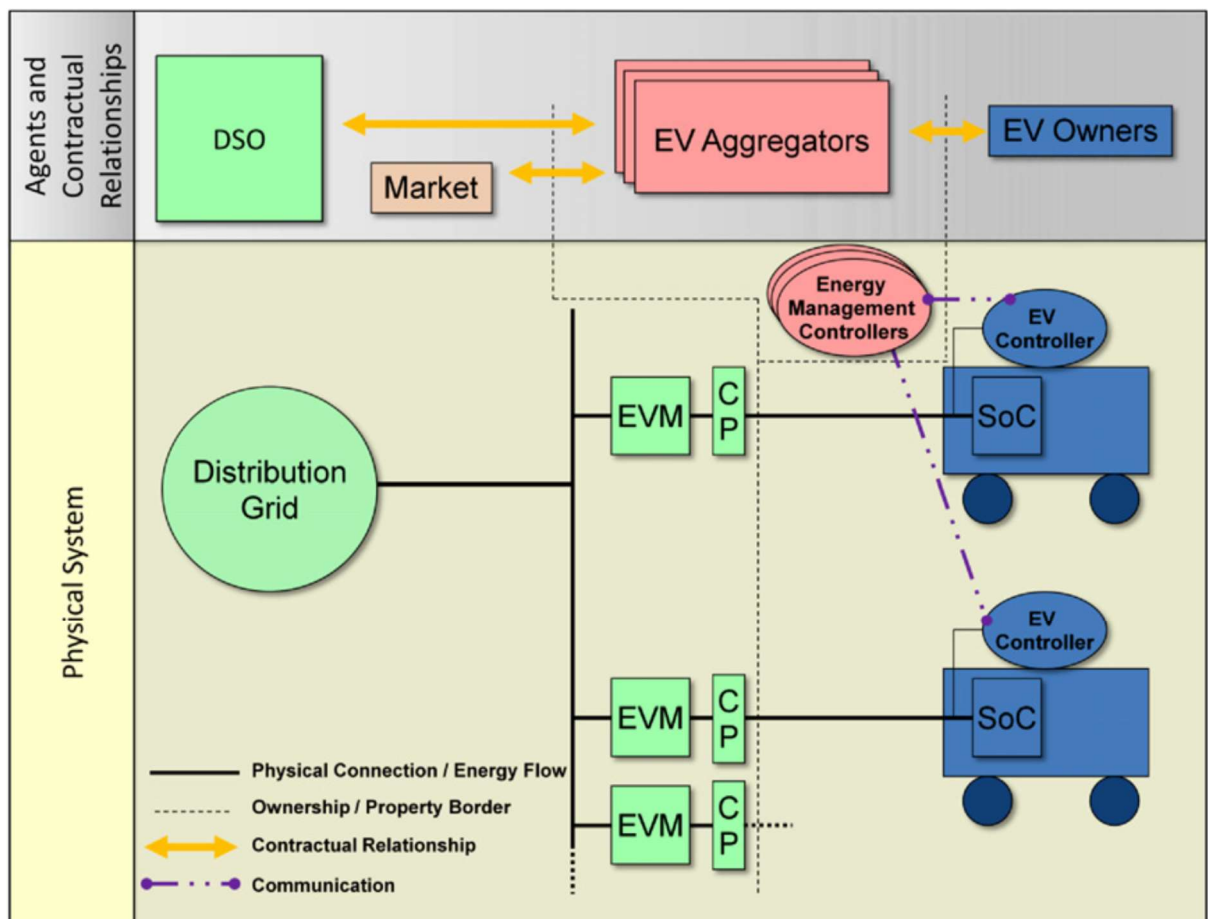 Agents and
Contractual
Relationships
DSO
Market
EV Aggregators
EV Owners
Physical System
Distribution
Grid
Energy
Management
Controllers
EV
Controller
EVM
C
P
SoC
EV
Controller
EVM
C
P
SoC
EVM
C
P
Physical Connection / Energy Flow
Ownership / Property Border
Contractual Relationship
Communication